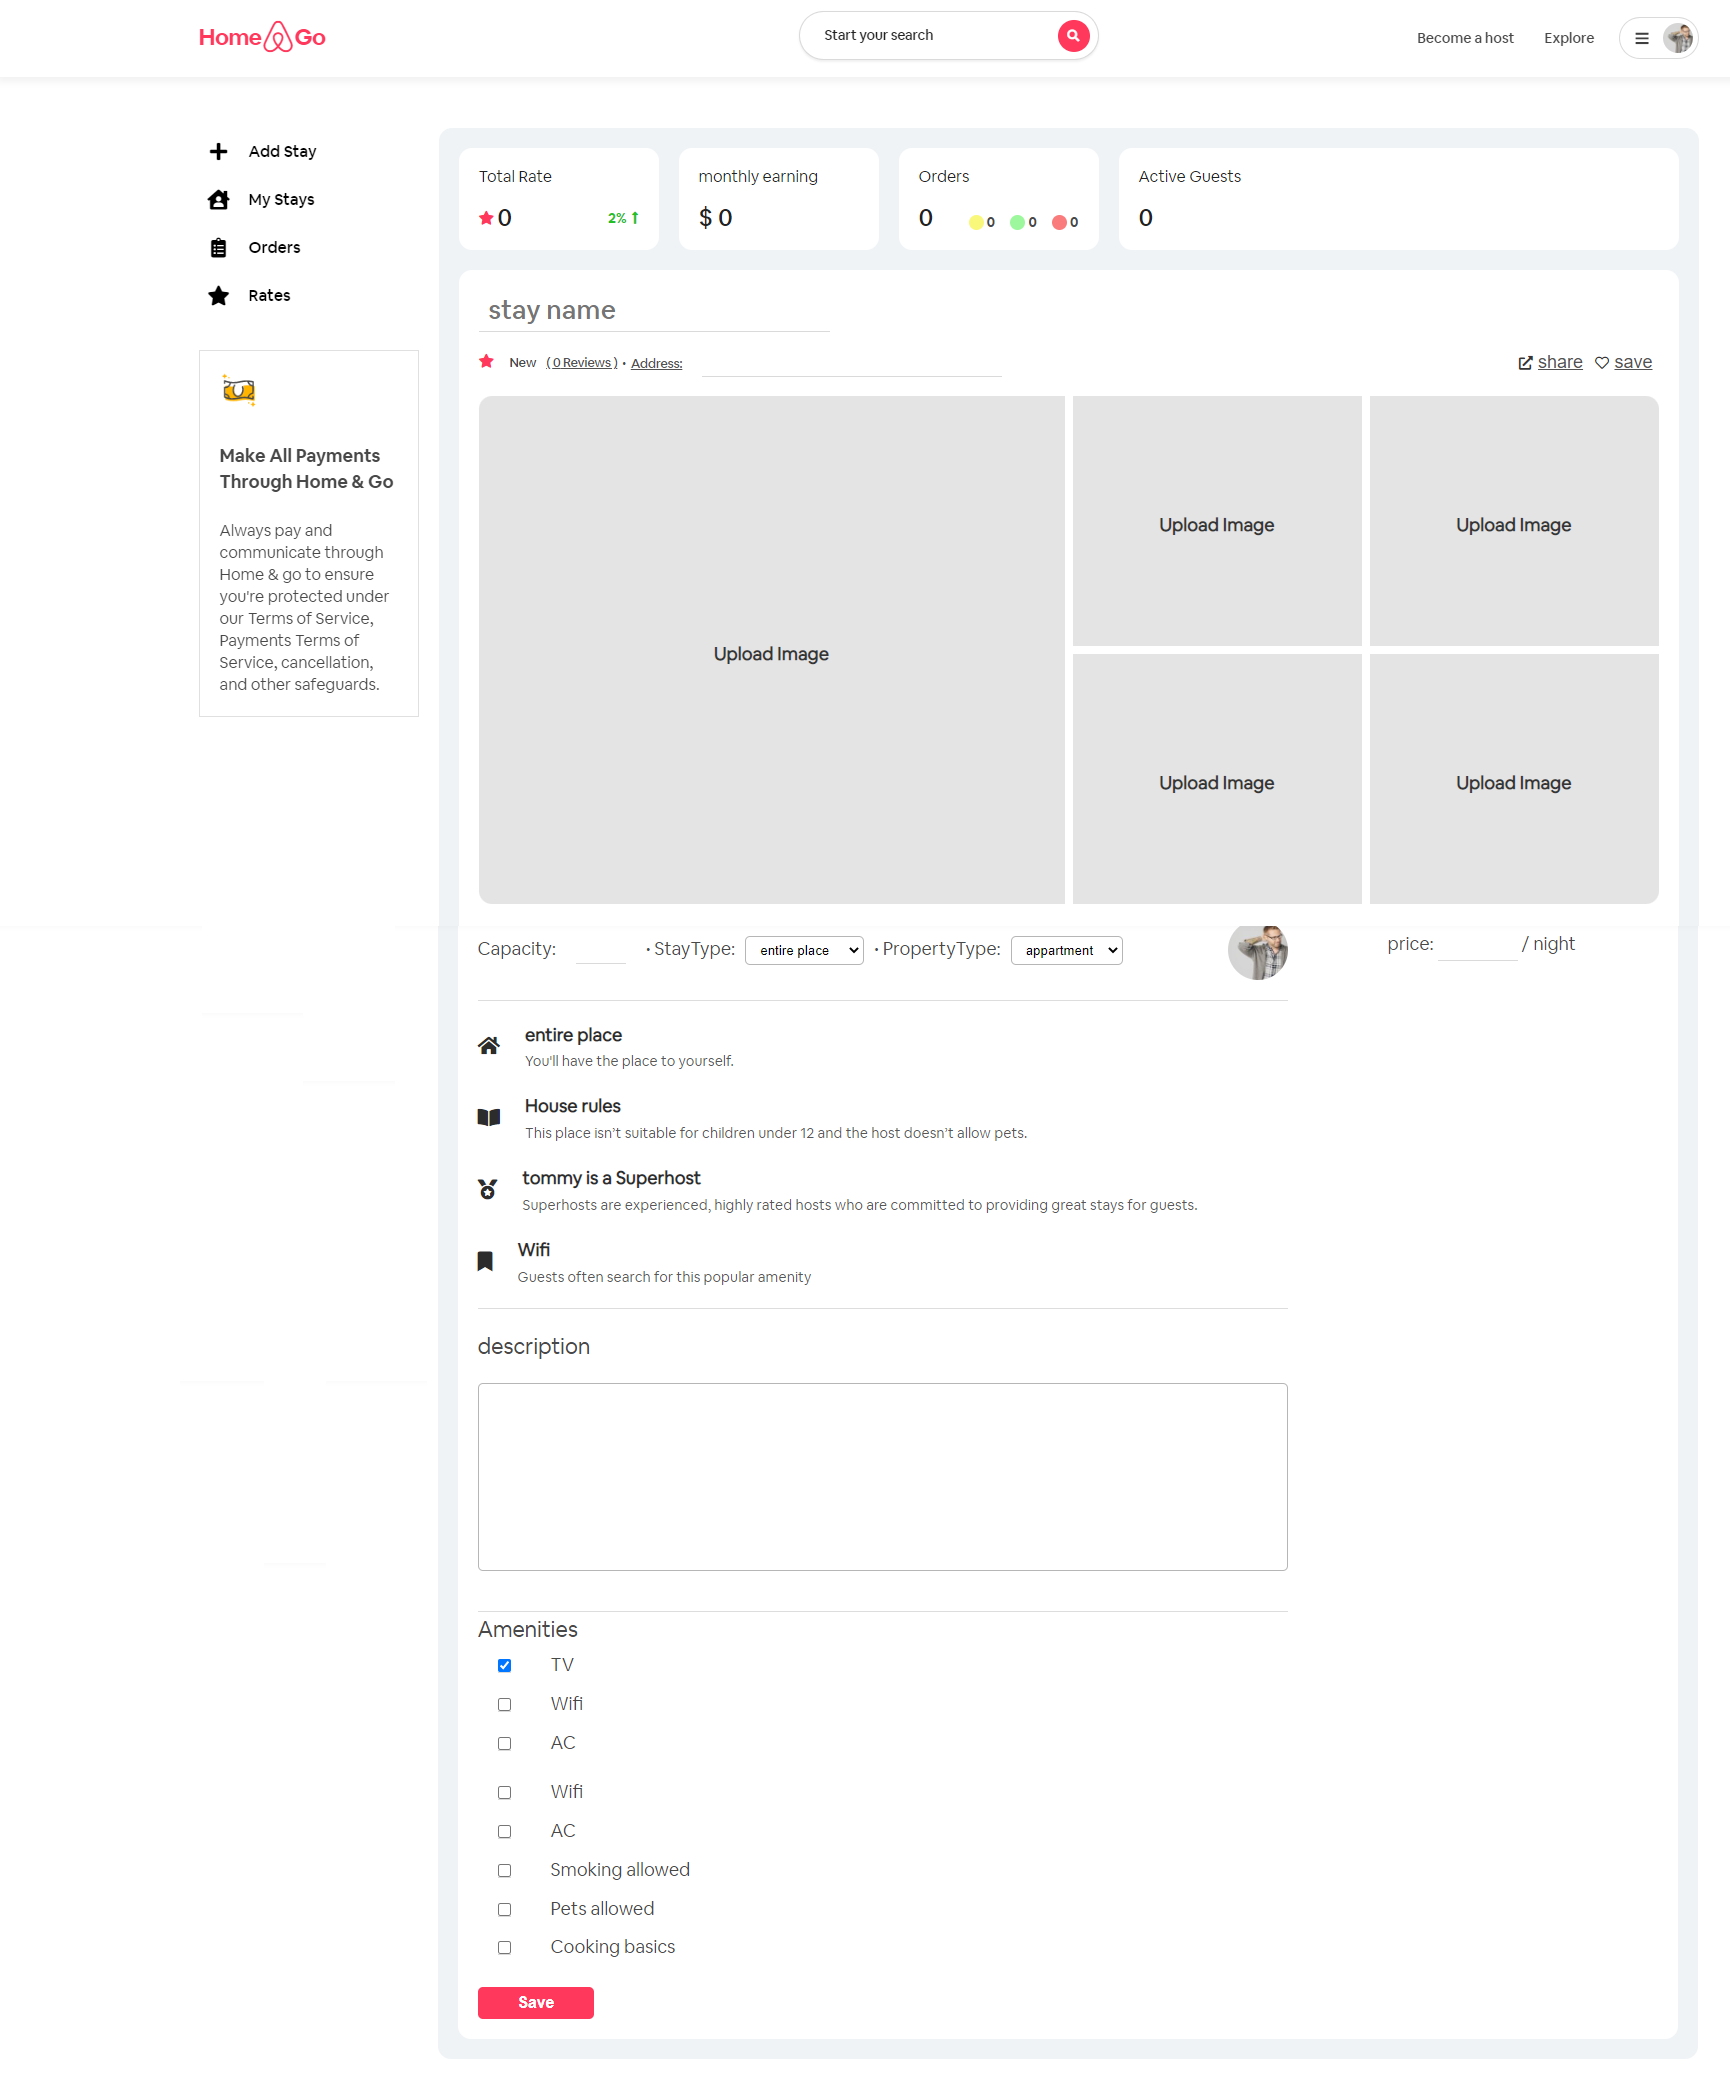 Home Go
Start your search
Become a host
Explore
Add Stay
My Stays
Orders
Rates
Make All Payments
Through Home & Go
Always pay and
communicate through
Home & go to ensure
you're protected under
our Terms of Service,
Payments Terms of
Service, cancellation,
and other safeguards.
Total Rate
0
2%
monthly earning
$ 0
Orders
0
0
0
0
Active Guests
0
stay name
New ( 0 Reviews ) • Address:
share
save
Upload Image
Upload Image
Upload Image
Upload Image
Upload Image
Capacity: • StayType: entire place • PropertyType: appartment
price: / night
entire place
You'll have the place to yourself.
House rules
This place isn't suitable for children under 12 and the host doesn't allow pets.
tommy is a Superhost
Superhosts are experienced, highly rated hosts who are committed to providing great stays for guests.
Wifi
Guests often search for this popular amenity
description
Amenities
TV
Wifi
AC
Wifi
AC
Smoking allowed
Pets allowed
Cooking basics
Save